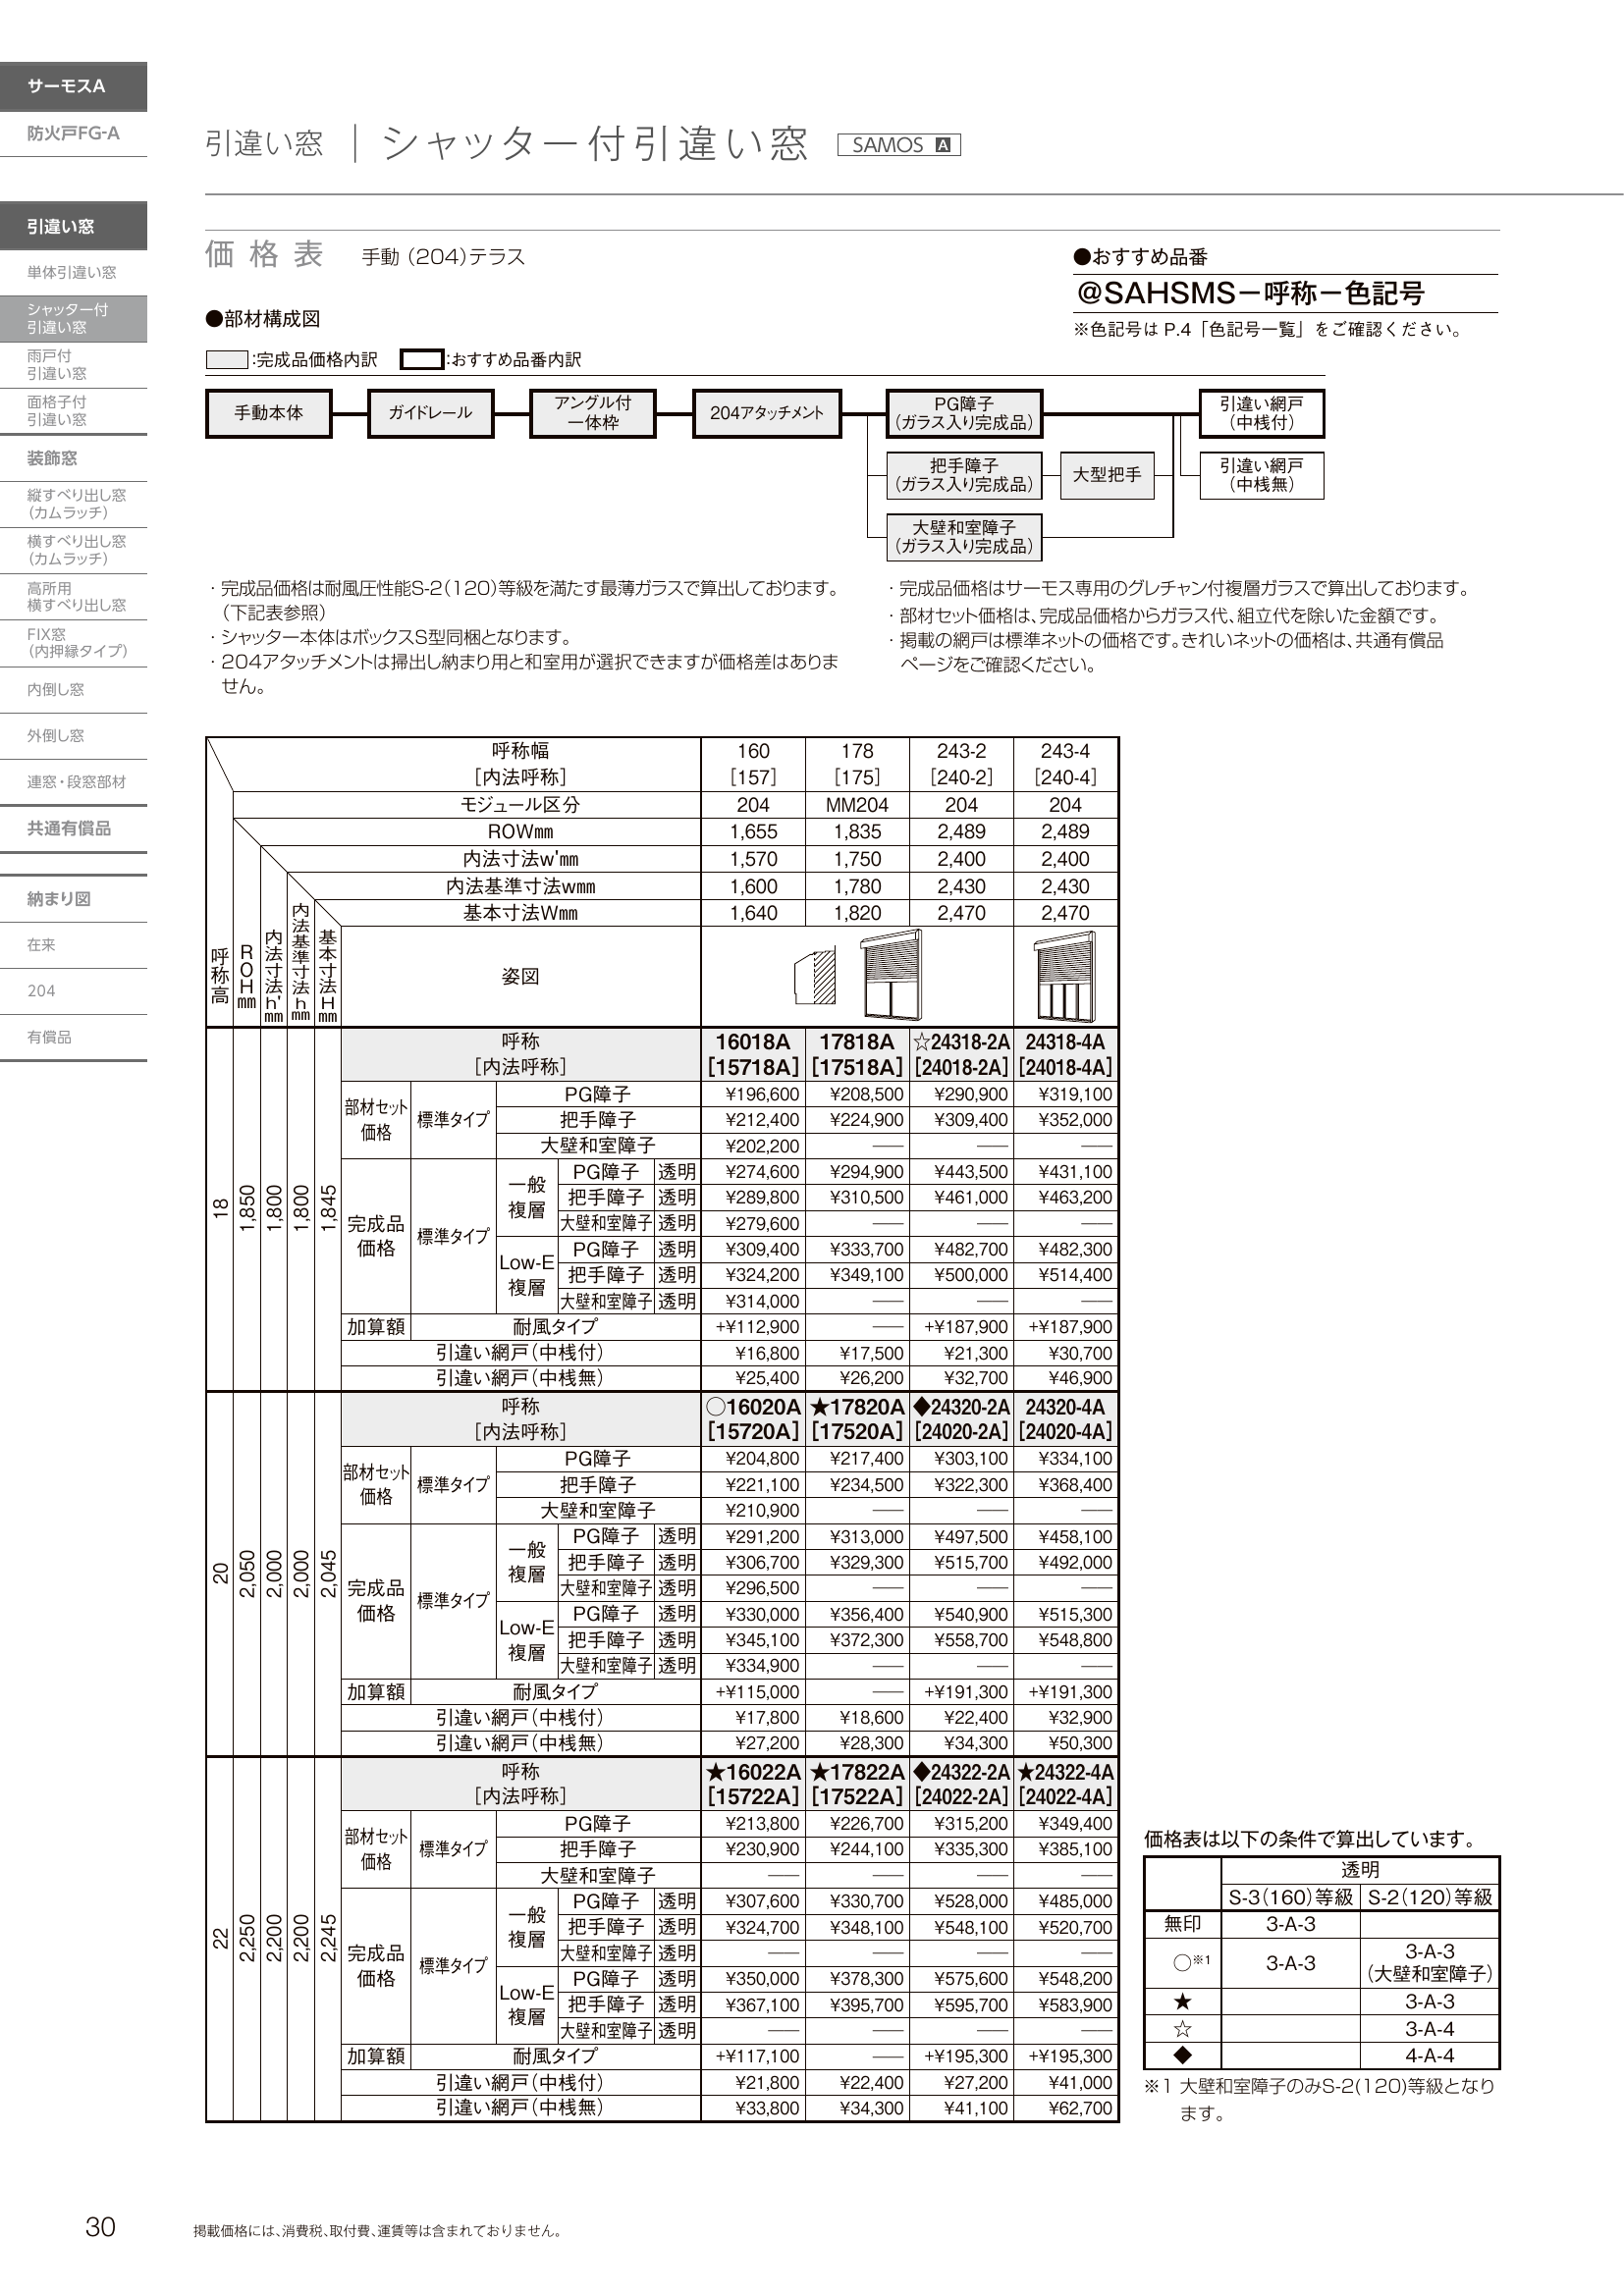 サーモスA
防火戸FG-A
引違い窓
単体引違い窓
シャッター付
引違い窓
雨戸付
引違い窓
面格子付
引違い窓
装飾窓
縦すべり出し窓
（カムラッチ）
横すべり出し窓
（カムラッチ）
高所用
横すべり出し窓
FIX窓
（内押縁タイプ）
内倒し窓
外倒し窓
連窓・段窓部材
共通有償品
納まり図
在来
204
有償品
引違い窓｜シャッター付引違い窓 SAMOS A
価格表 手動（204）テラス
●おすすめ品番
@SAHSMS－呼称－色記号
※色記号は P.4「色記号一覧」をご確認ください。
●部材構成図
:完成品価格内訳 :おすすめ品番内訳
手動本体 ガイドレール アングル付 一体枠 204アタッチメント PG障子 （ガラス入り完成品） 引違い網戸 （中桟付）
把手障子 （ガラス入り完成品） 大型把手 引違い網戸 （中桟無）
大壁和室障子 （ガラス入り完成品）
・完成品価格は耐風圧性能S-2（120）等級を満たす最薄ガラスで算出しております。
（下記表参照）
・シャッター本体はボックスS型同梱となります。
・204アタッチメントは掃出し納まり用と和室用が選択できますが価格差はありま
せん。
・完成品価格はサーモス専用のグレチャン付複層ガラスで算出しております。
・部材セット価格は、完成品価格からガラス代、組立代を除いた金額です。
・掲載の網戸は標準ネットの価格です。きれいネットの価格は、共通有償品
ページをご確認ください。
呼称幅 160 178 243-2 243-4
［内法呼称］ ［157］ ［175］ ［240-2］ ［240-4］
モジュール区分 204 MM204 204 204
ROW㎜ 1,655 1,835 2,489 2,489
内法寸法w'㎜ 1,570 1,750 2,400 2,400
内法基準寸法w㎜ 1,600 1,780 2,430 2,430
基本寸法W㎜ 1,640 1,820 2,470 2,470
呼称高 ROH㎜ 内法寸法h'㎜ 内法基準寸法h㎜ 基本寸法H㎜ 姿図
18 1,850 1,800 1,800 1,845
呼称 16018A 17818A ☆24318-2A 24318-4A
［内法呼称］ ［15718A］ ［17518A］ ［24018-2A］ ［24018-4A］
部材セット価格 標準タイプ PG障子 ¥196,600 ¥208,500 ¥290,900 ¥319,100
把手障子 ¥212,400 ¥224,900 ¥309,400 ¥352,000
大壁和室障子 ¥202,200 ― ― ―
完成品価格 標準タイプ 一般複層 PG障子 透明 ¥274,600 ¥294,900 ¥443,500 ¥431,100
把手障子 透明 ¥289,800 ¥310,500 ¥461,000 ¥463,200
大壁和室障子 透明 ¥279,600 ― ― ―
Low-E複層 PG障子 透明 ¥309,400 ¥333,700 ¥482,700 ¥482,300
把手障子 透明 ¥324,200 ¥349,100 ¥500,000 ¥514,400
大壁和室障子 透明 ¥314,000 ― ― ―
加算額 耐風タイプ +¥112,900 ― +¥187,900 +¥187,900
引違い網戸（中桟付） ¥16,800 ¥17,500 ¥21,300 ¥30,700
引違い網戸（中桟無） ¥25,400 ¥26,200 ¥32,700 ¥46,900
20 2,050 2,000 2,000 2,045
呼称 ○16020A ★17820A ◆24320-2A 24320-4A
［内法呼称］ ［15720A］ ［17520A］ ［24020-2A］ ［24020-4A］
部材セット価格 標準タイプ PG障子 ¥204,800 ¥217,400 ¥303,100 ¥334,100
把手障子 ¥221,100 ¥234,500 ¥322,300 ¥368,400
大壁和室障子 ¥210,900 ― ― ―
完成品価格 標準タイプ 一般複層 PG障子 透明 ¥291,200 ¥313,000 ¥497,500 ¥458,100
把手障子 透明 ¥306,700 ¥329,300 ¥515,700 ¥492,000
大壁和室障子 透明 ¥296,500 ― ― ―
Low-E複層 PG障子 透明 ¥330,000 ¥356,400 ¥540,900 ¥515,300
把手障子 透明 ¥345,100 ¥372,300 ¥558,700 ¥548,800
大壁和室障子 透明 ¥334,900 ― ― ―
加算額 耐風タイプ +¥115,000 ― +¥191,300 +¥191,300
引違い網戸（中桟付） ¥17,800 ¥18,600 ¥22,400 ¥32,900
引違い網戸（中桟無） ¥27,200 ¥28,300 ¥34,300 ¥50,300
22 2,250 2,200 2,200 2,245
呼称 ★16022A ★17822A ◆24322-2A ★24322-4A
［内法呼称］ ［15722A］ ［17522A］ ［24022-2A］ ［24022-4A］
部材セット価格 標準タイプ PG障子 ¥213,800 ¥226,700 ¥315,200 ¥349,400
把手障子 ¥230,900 ¥244,100 ¥335,300 ¥385,100
大壁和室障子 ― ― ― ―
完成品価格 標準タイプ 一般複層 PG障子 透明 ¥307,600 ¥330,700 ¥528,000 ¥485,000
把手障子 透明 ¥324,700 ¥348,100 ¥548,100 ¥520,700
大壁和室障子 透明 ― ― ― ―
Low-E複層 PG障子 透明 ¥350,000 ¥378,300 ¥575,600 ¥548,200
把手障子 透明 ¥367,100 ¥395,700 ¥595,700 ¥583,900
大壁和室障子 透明 ― ― ― ―
加算額 耐風タイプ +¥117,100 ― +¥195,300 +¥195,300
引違い網戸（中桟付） ¥21,800 ¥22,400 ¥27,200 ¥41,000
引違い網戸（中桟無） ¥33,800 ¥34,300 ¥41,100 ¥62,700
価格表は以下の条件で算出しています。
透明
S-3（160）等級 S-2（120）等級
無印 3-A-3
○※1 3-A-3 3-A-3 （大壁和室障子）
★ 3-A-3
☆ 3-A-4
◆ 4-A-4
※1 大壁和室障子のみS-2（120）等級となり
ます。
30
掲載価格には、消費税、取付費、運賃等は含まれておりません。